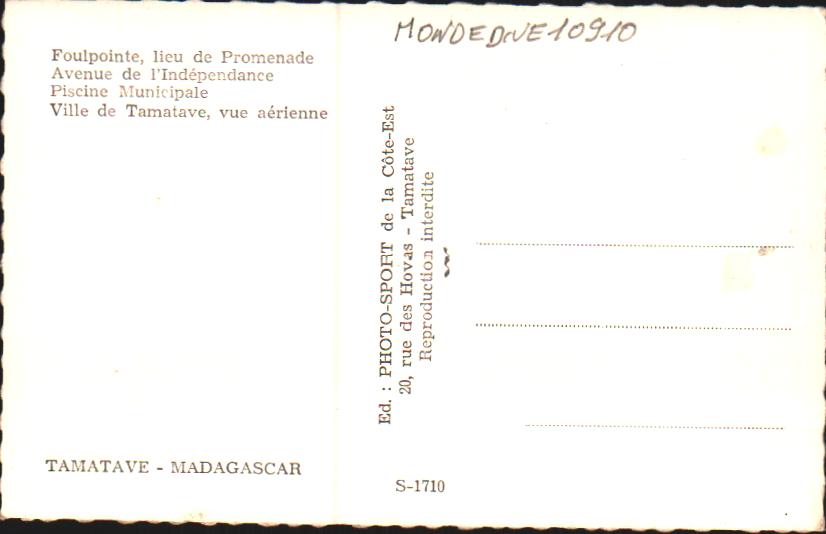 Foulpointe, lieu de Promenade
Avenue de l'Indépendance
Piscine Municipale
Ville de Tamatave, vue aérienne
TAMATAVE - MADAGASCAR
MONDEDIVE10910
Ed. : PHOTO-SPORT de la Côte-Est
20, rue des Hovas - Tamatave
Reproduction interdite
S-1710